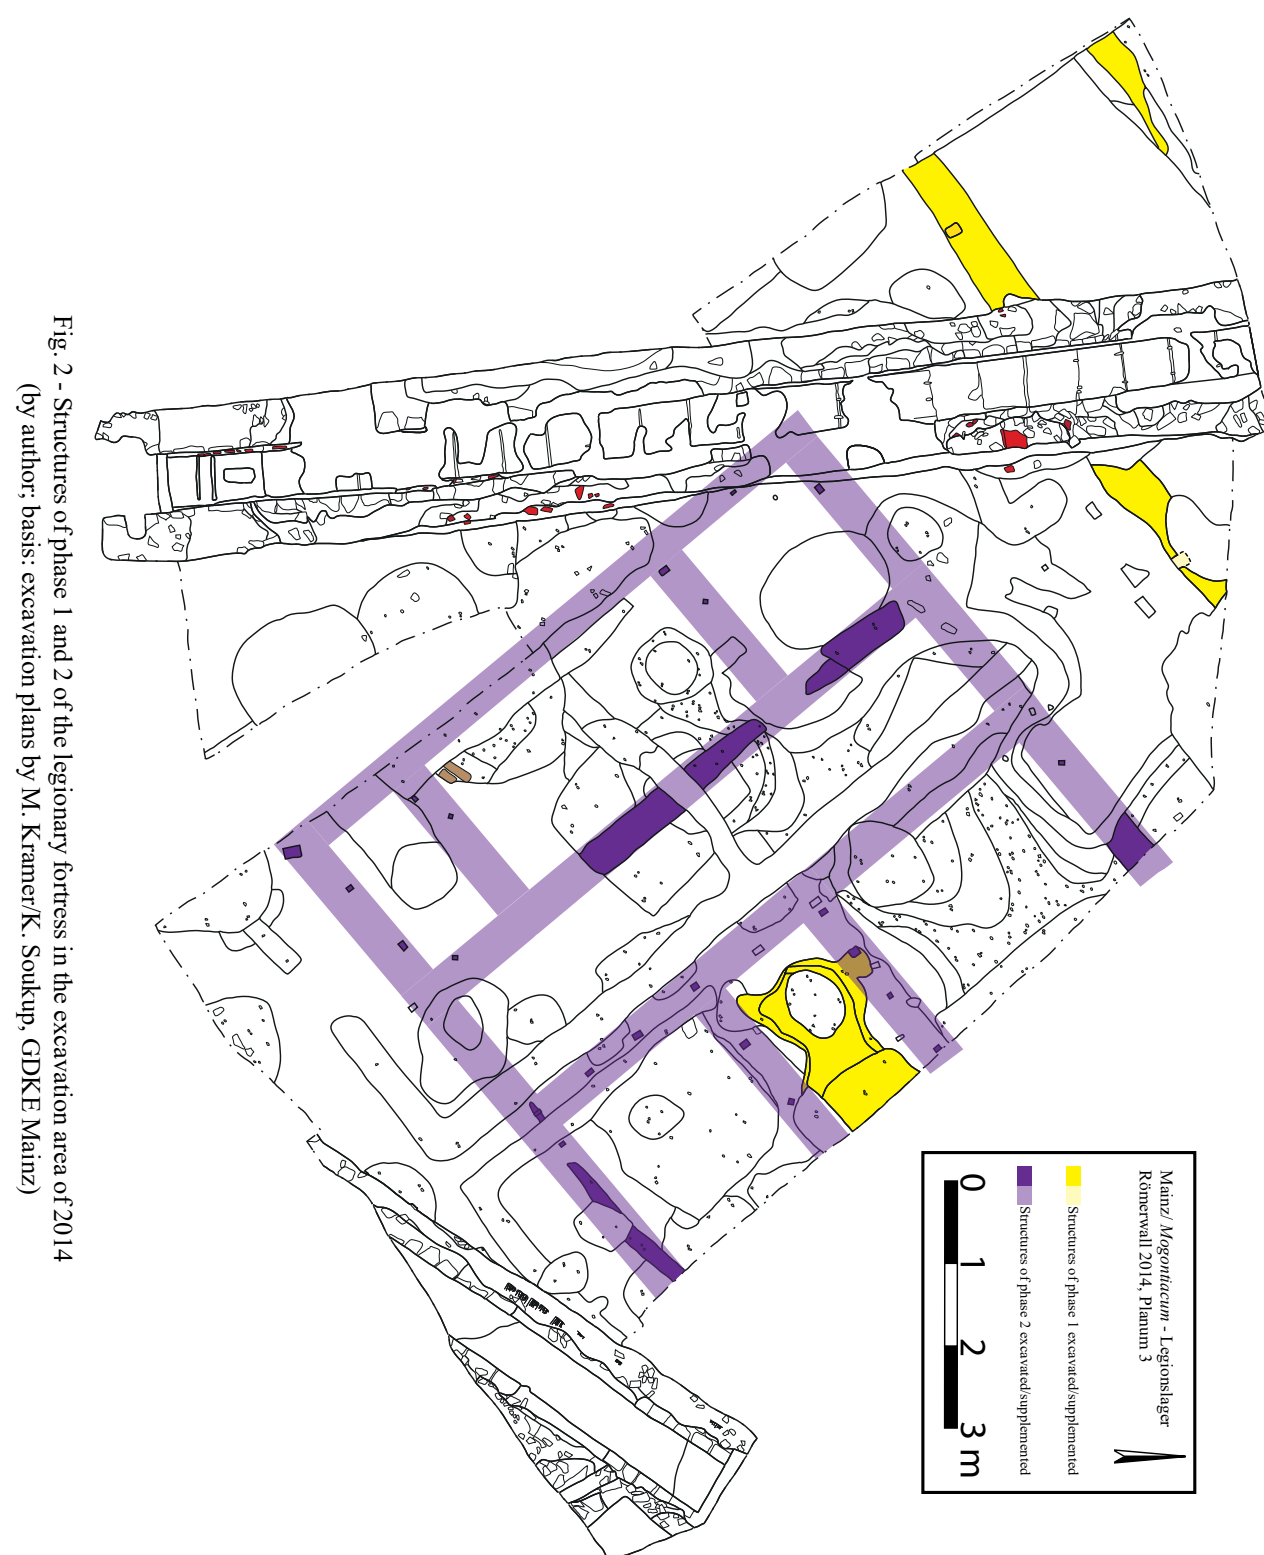 Mainz/ Mogontiacum - Legionslager
Römerwall 2014, Planum 3
Structures of phase 1 excavated/supplemented
Structures of phase 2 excavated/supplemented
0 1 2 3 m
Fig. 2 - Structures of phase 1 and 2 of the legionary fortress in the excavation area of 2014
(by author; basis: excavation plans by M. Kramer/K. Soukup, GDKE Mainz)